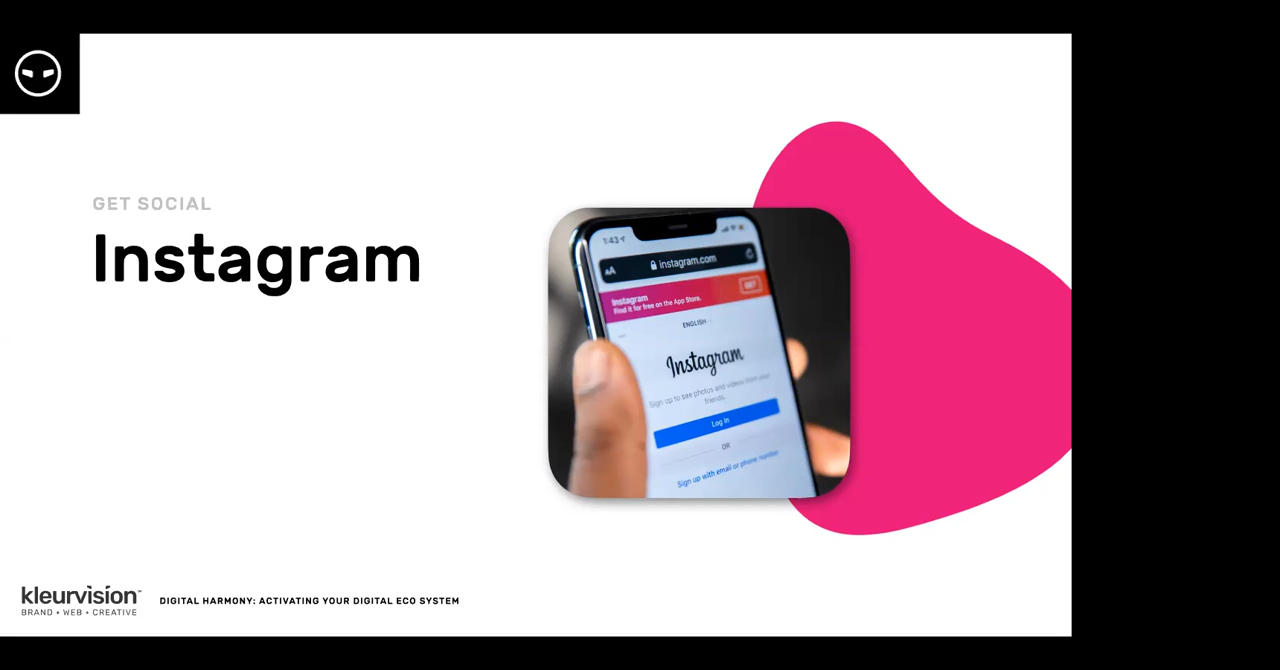 GET SOCIAL
Instagram
1:43
AA instagram.com
Instagram
Find it for free on the App Store.
GET
ENGLISH
Instagram
Sign up to see photos and videos from your
friends.
Log In
OR
Sign up with email or phone number
kleurvision™
BRAND • WEB • CREATIVE
DIGITAL HARMONY: ACTIVATING YOUR DIGITAL ECO SYSTEM